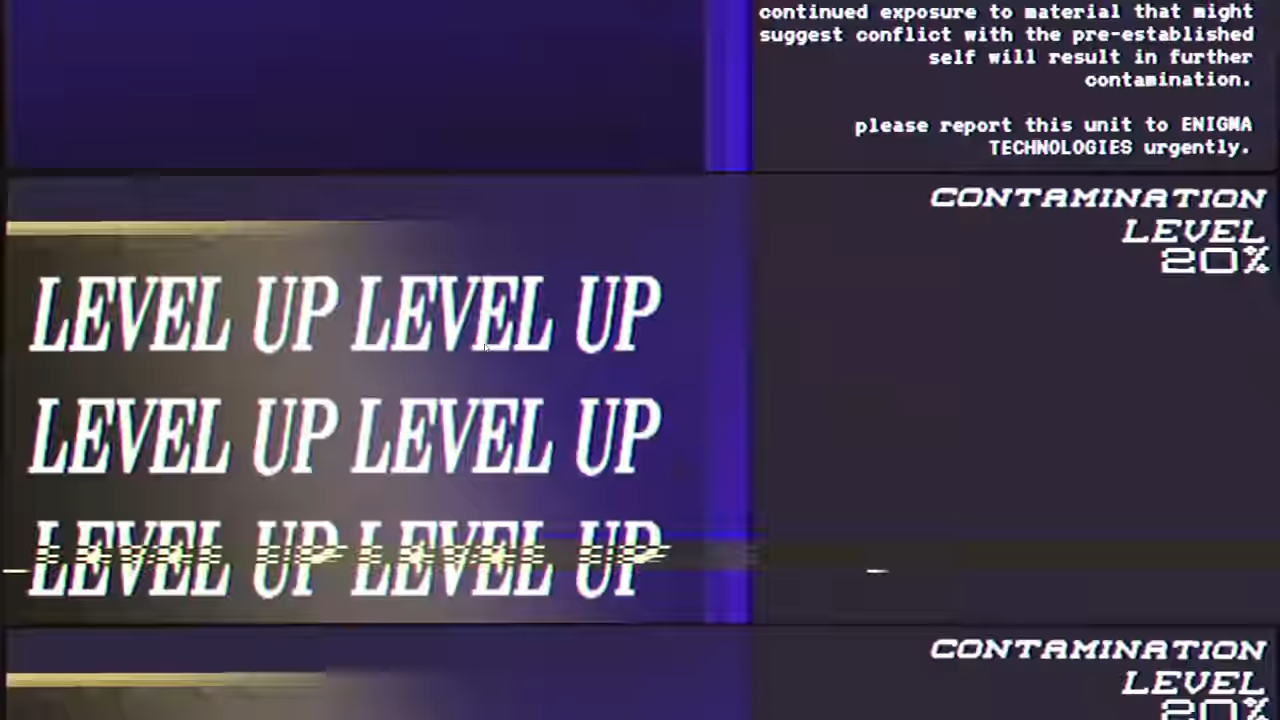 continued exposure to material that might
suggest conflict with the pre-established
self will result in further
contamination.
please report this unit to ENIGMA
TECHNOLOGIES urgently.
CONTAMINATION
LEVEL
20%
LEVEL UP LEVEL UP
LEVEL UP LEVEL UP
LEVEL UP LEVEL UP
CONTAMINATION
LEVEL
20%